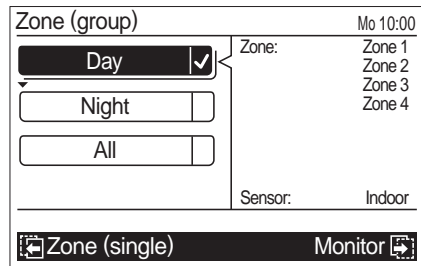 Zone (group) Mo 10:00
Day
Night
All
Zone: Zone 1
Zone 2
Zone 3
Zone 4
Sensor: Indoor
Zone (single) Monitor